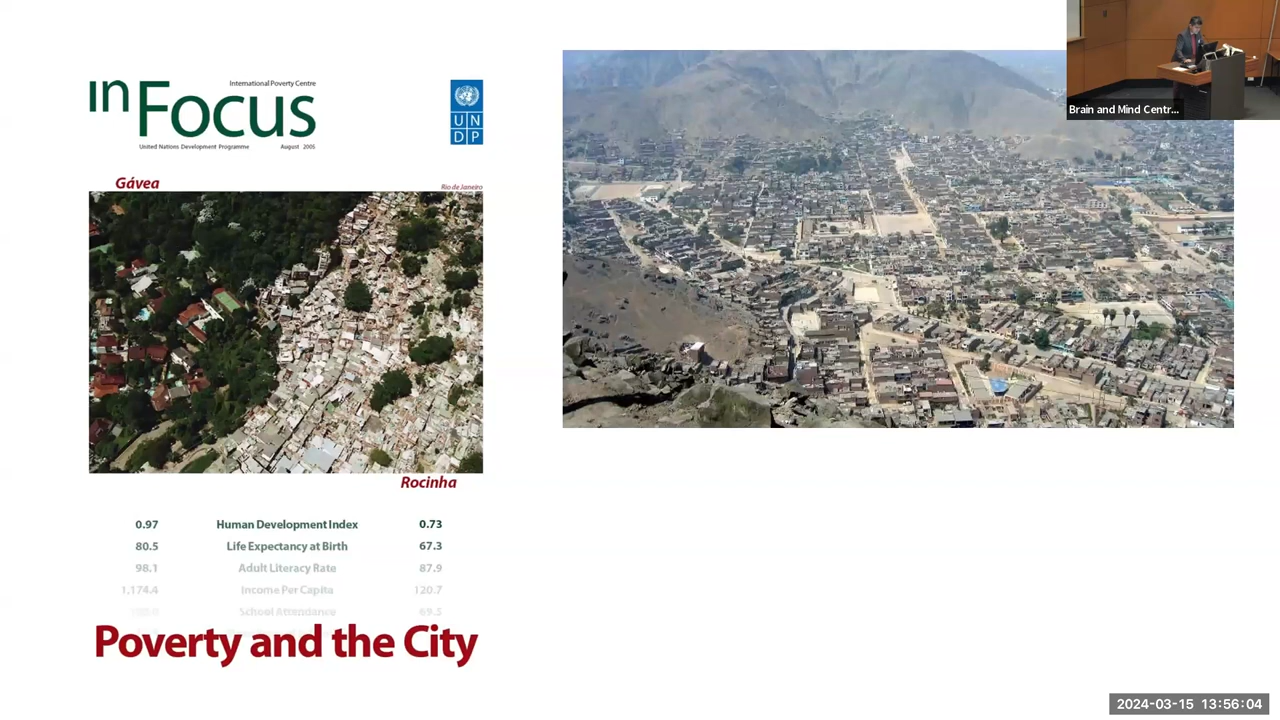 in Focus
International Poverty Centre
United Nations Development Programme August 2005
UN
DP
Gávea
Rio de Janeiro
Rocinha
0.97 Human Development Index 0.73
80.5 Life Expectancy at Birth 67.3
98.1 Adult Literacy Rate 87.9
1,174.4 Income Per Capita 120.7
School Attendance
Poverty and the City
Brain and Mind Centr...
2024-03-15 13:56:04